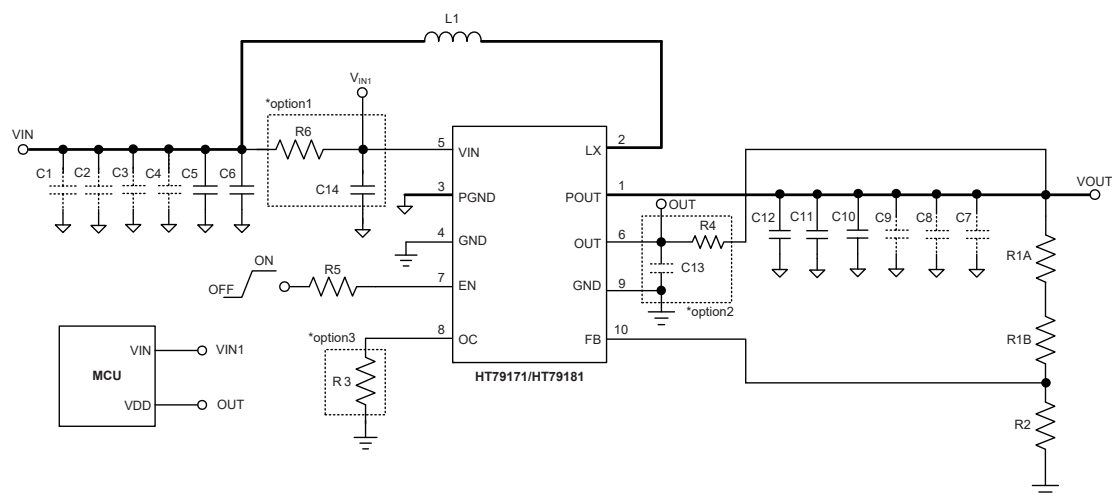 L1
V_IN1
*option1
VIN
R6
5
VIN
LX
2
C1
C2
C3
C4
C5
C6
C14
3
PGND
POUT
1
VOUT
OUT
C12
C11
C10
C9
C8
C7
4
GND
OUT
6
R4
C13
R1A
ON
OFF
R5
7
EN
GND
9
*option2
*option3
8
OC
FB
10
R1B
R3
HT79171/HT79181
VIN
VIN1
MCU
VDD
OUT
R2